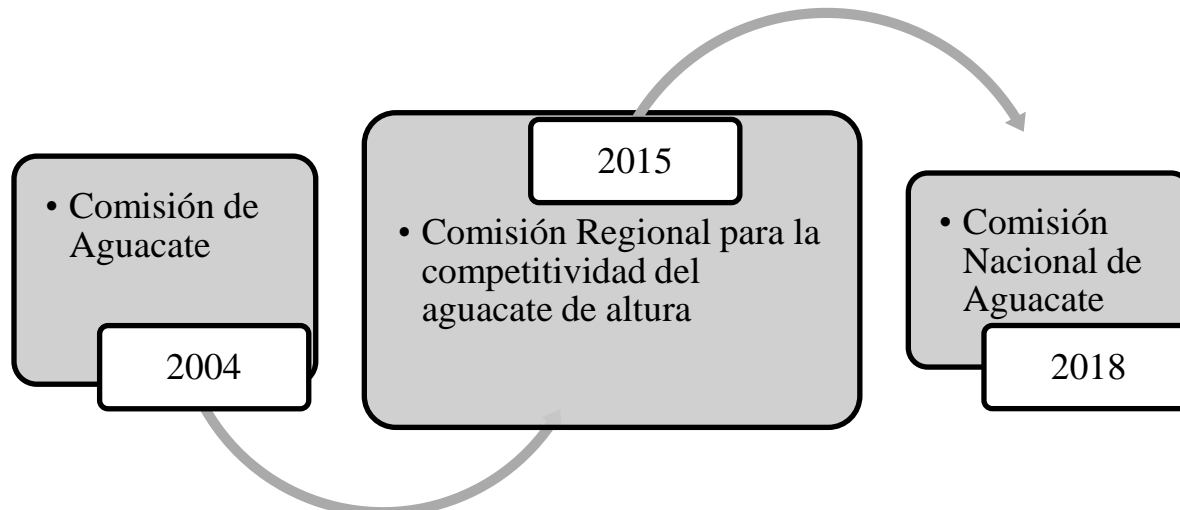 • Comisión de
Aguacate
2004
2015
• Comisión Regional para la
competitividad del
aguacate de altura
• Comisión
Nacional de
Aguacate
2018